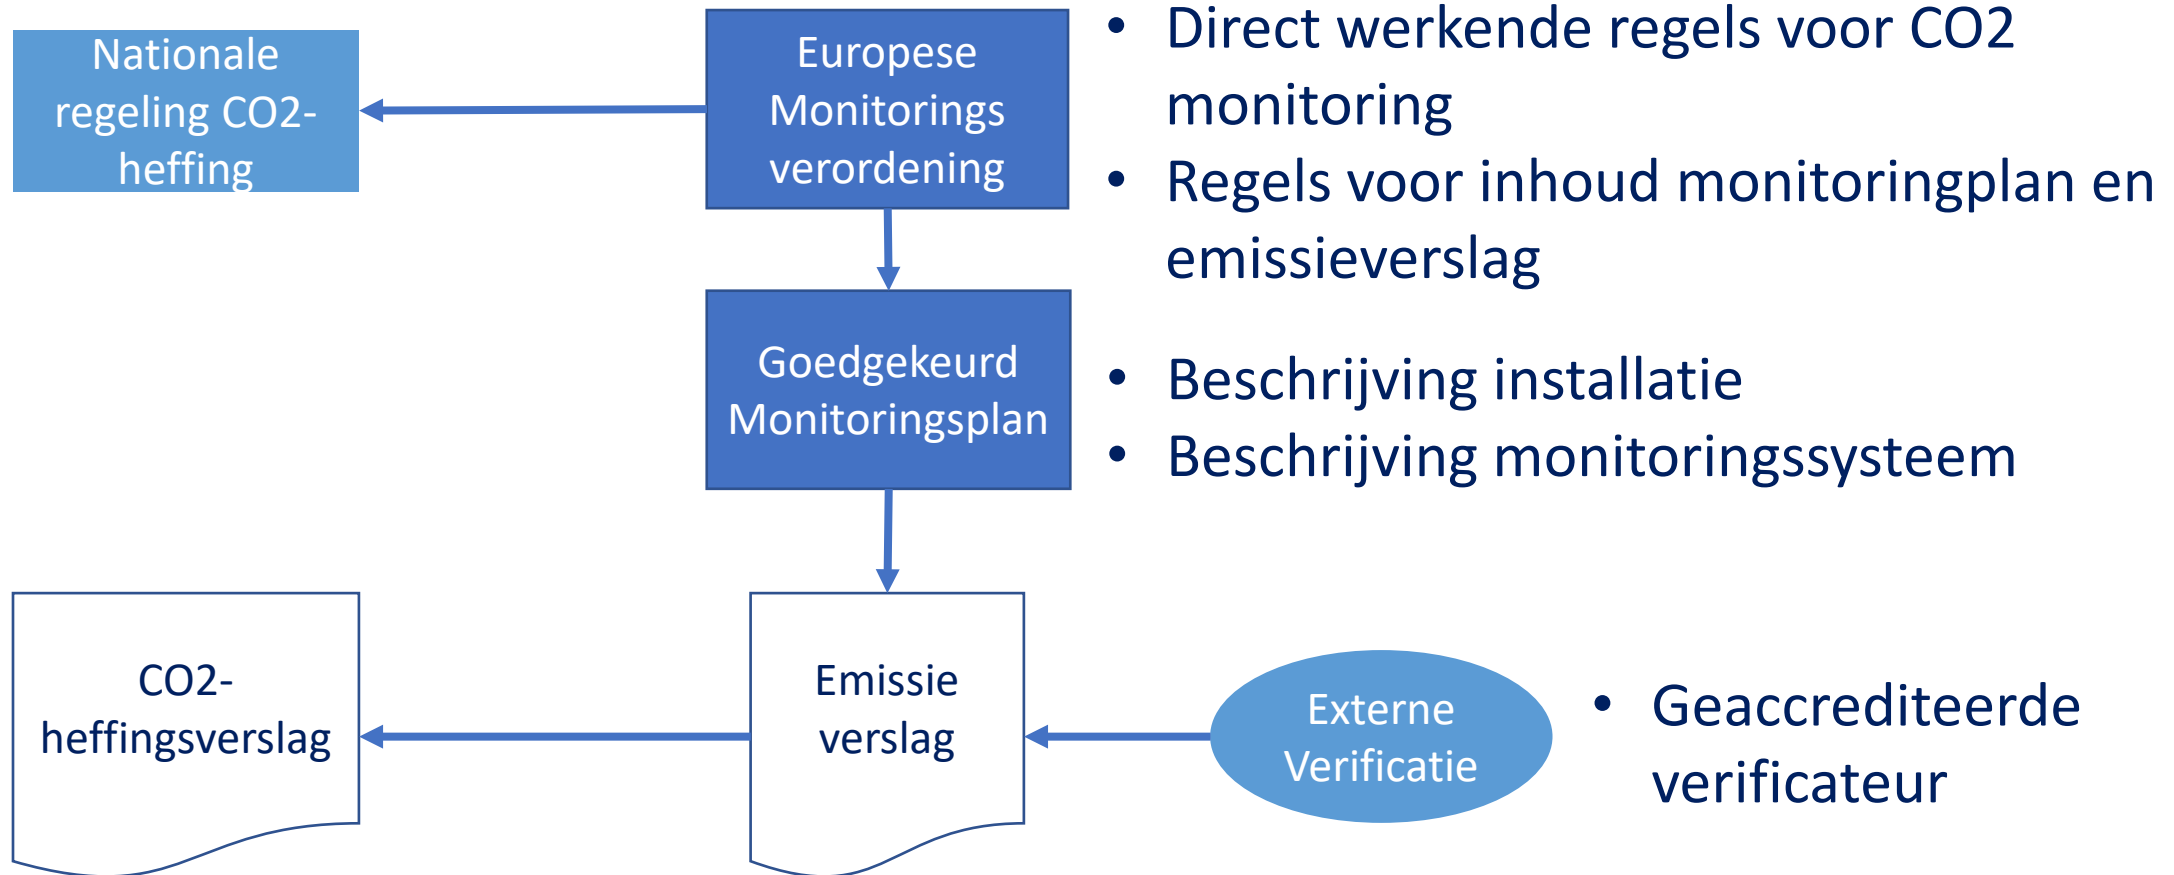 Nationale
regeling CO2-
heffing
Europese
Monitorings
verordening
• Direct werkende regels voor CO2
monitoring
• Regels voor inhoud monitoringplan en
emissieverslag
Goedgekeurd
Monitoringsplan
• Beschrijving installatie
• Beschrijving monitoringssysteem
CO2-
heffingsverslag
Emissie
verslag
Externe
Verificatie
• Geaccrediteerde
verificateur